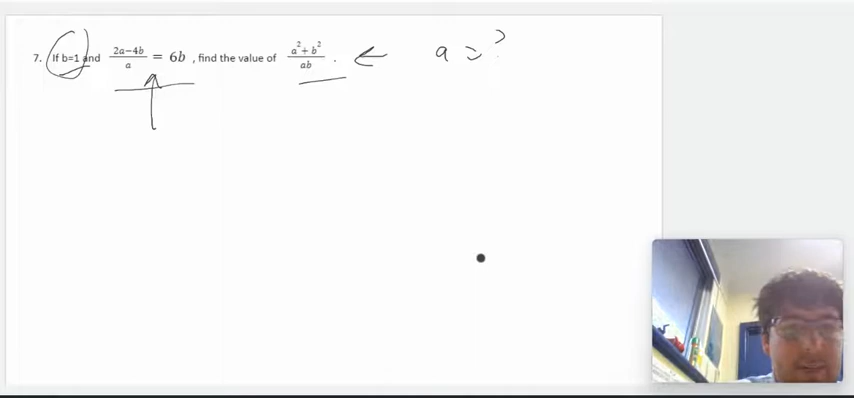 7. If b=1 and (2a-4b)/a = 6b , find the value of (a²+b²)/ab . ← a = ?